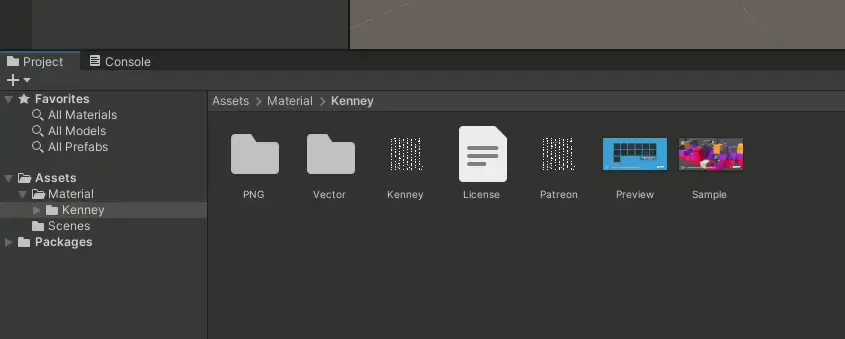 Project
Console
Favorites
All Materials
All Models
All Prefabs
Assets
Material
Kenney
Scenes
Packages
Assets > Material > Kenney
PNG
Vector
Kenney
License
Patreon
Preview
Sample